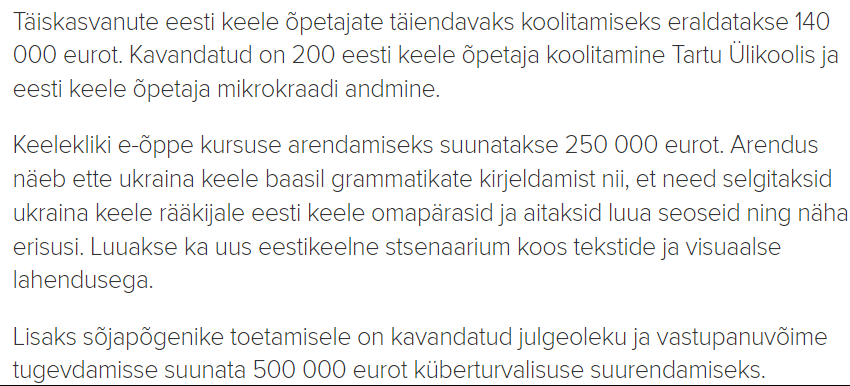 Täiskasvanute eesti keele õpetajate täiendavaks koolitamiseks eraldatakse 140
000 eurot. Kavandatud on 200 eesti keele õpetaja koolitamine Tartu Ülikoolis ja
eesti keele õpetaja mikrokraadi andmine.
Keelekliki e-õppe kursuse arendamiseks suunatakse 250 000 eurot. Arendus
näeb ette ukraina keele baasil grammatikate kirjeldamist nii, et need selgitaksid
ukraina keele rääkijale eesti keele omapärasid ja aitaksid luua seoseid ning näha
erisusi. Luuakse ka uus eestikeelne stsenaarium koos tekstide ja visuaalse
lahendusega.
Lisaks sõjapõgenike toetamisele on kavandatud julgeoleku ja vastupanuvõime
tugevdamisse suunata 500 000 eurot küberturvalisuse suurendamiseks.